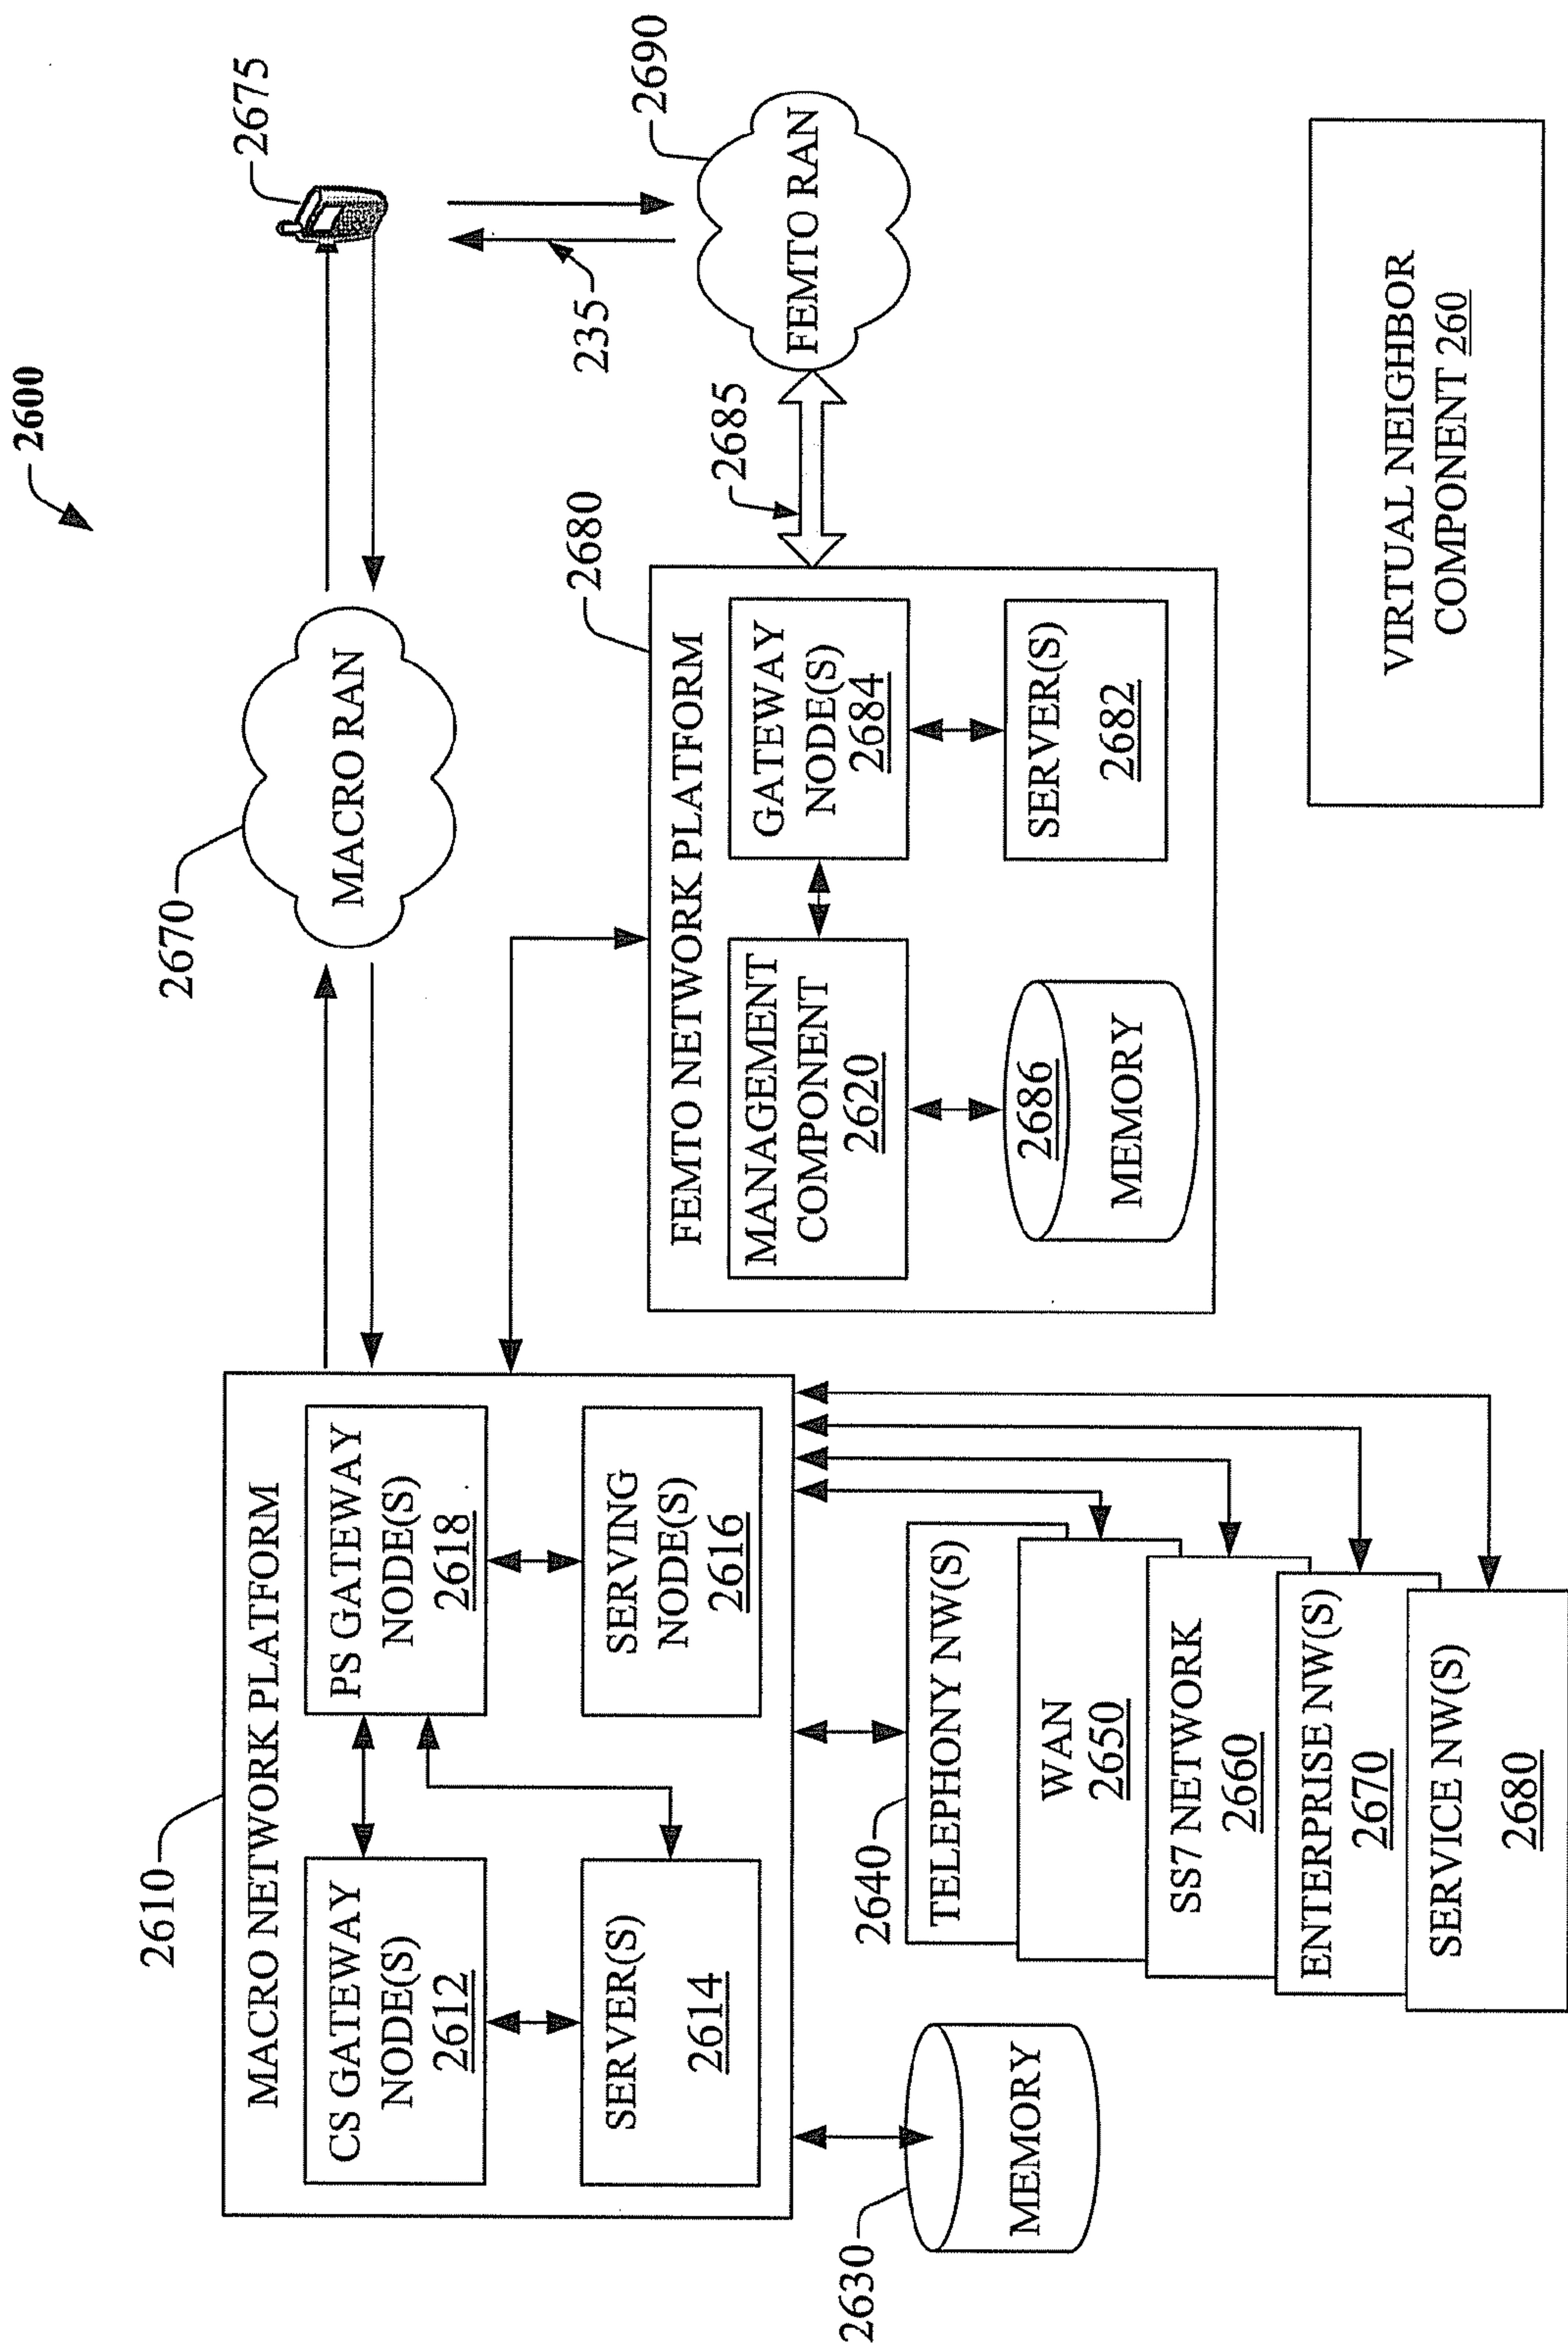 2600
2610
MACRO NETWORK PLATFORM
CS GATEWAY
NODE(S)
2612
PS GATEWAY
NODE(S)
2618
SERVER(S)
2614
SERVING
NODE(S)
2616
2630
MEMORY
2640
TELEPHONY NW(S)
WAN
2650
SS7 NETWORK
2660
ENTERPRISE NW(S)
2670
SERVICE NW(S)
2680
2670
MACRO RAN
2675
2680
FEMTO NETWORK PLATFORM
MANAGEMENT
COMPONENT
2620
GATEWAY
NODE(S)
2684
2686
MEMORY
SERVER(S)
2682
2685
235
2690
FEMTO RAN
VIRTUAL NEIGHBOR
COMPONENT 260